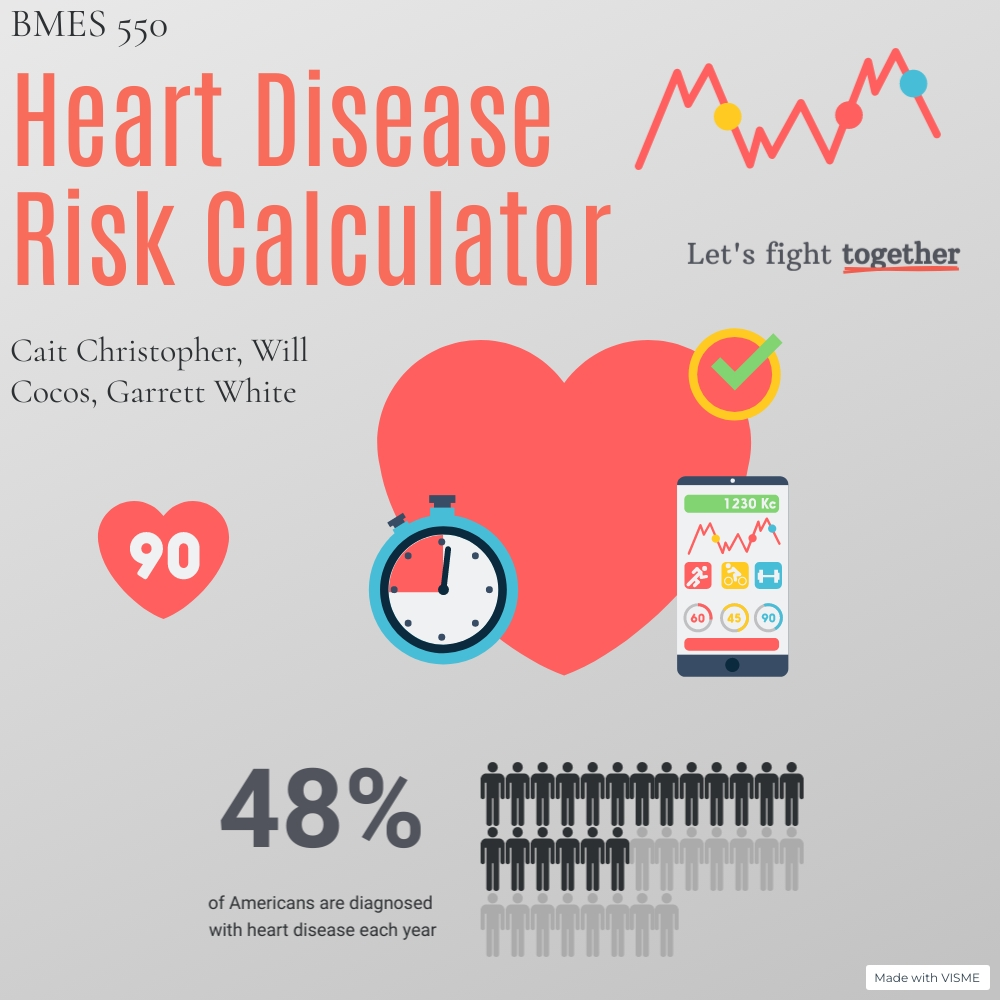 BMES 550
Heart Disease
Risk Calculator
Let's fight together
Cait Christopher, Will
Cocos, Garrett White
90
1230 Kc
60 45 90
48%
of Americans are diagnosed
with heart disease each year
Made with VISME